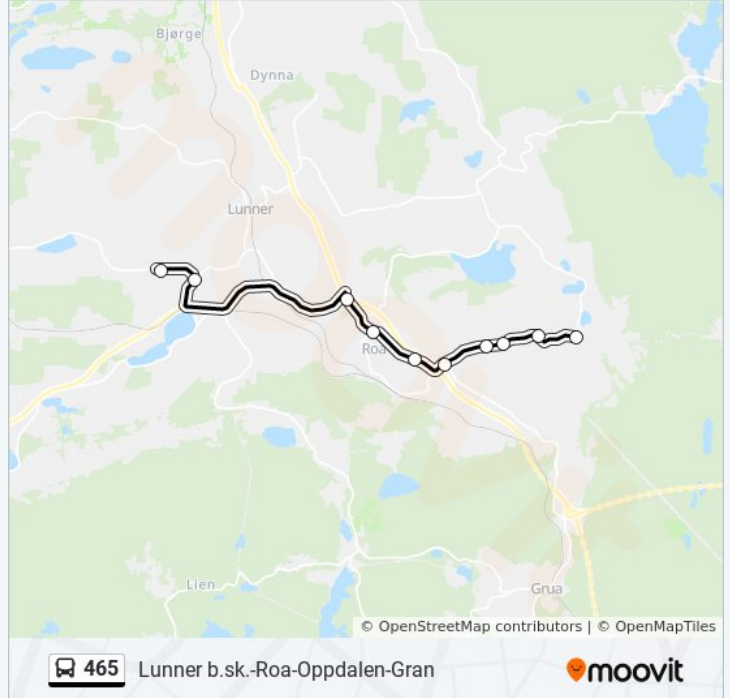 Bjørge
Dynna
Lunner
Roa
Lien
Grua
© OpenStreetMap contributors | © OpenMapTiles
465 Lunner b.sk.-Roa-Oppdalen-Gran
moovit